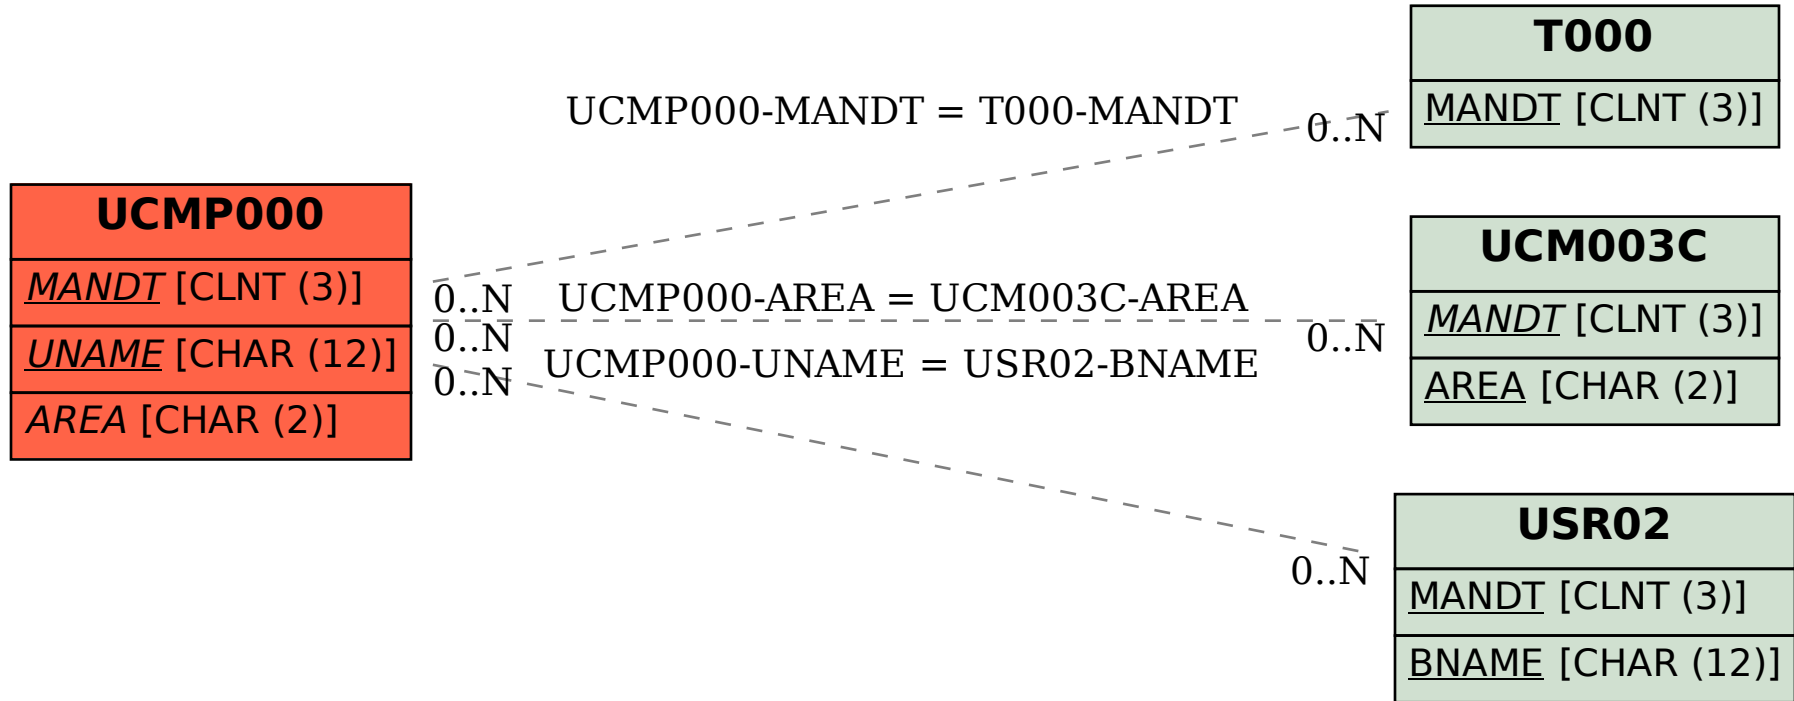 T000
MANDT [CLNT (3)]
UCMP000-MANDT = T000-MANDT
0..N
UCMP000
MANDT [CLNT (3)]
UNAME [CHAR (12)]
AREA [CHAR (2)]
0..N
UCMP000-AREA = UCM003C-AREA
0..N
0..N
UCMP000-UNAME = USR02-BNAME
0..N
UCM003C
MANDT [CLNT (3)]
AREA [CHAR (2)]
USR02
0..N
MANDT [CLNT (3)]
BNAME [CHAR (12)]